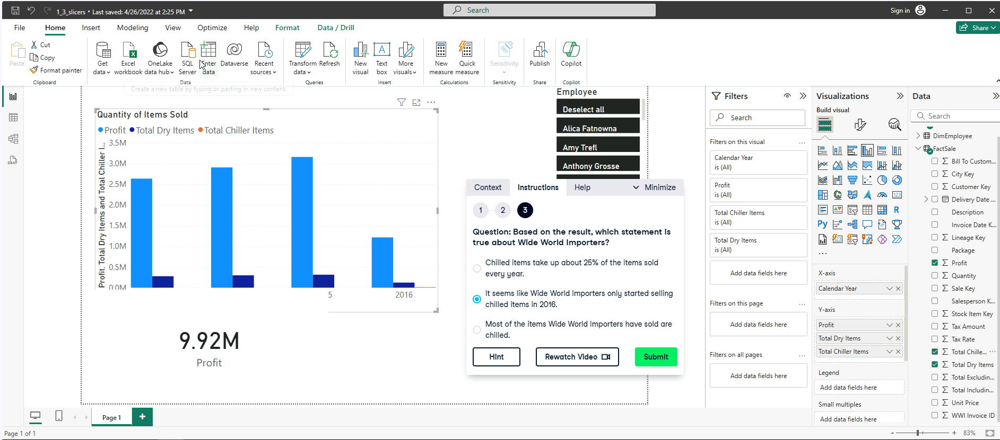 1_3_slicers • Last saved: 4/26/2022 at 2:25 PM
Search
Sign in
File Home Insert Modeling View Optimize Help Format Data / Drill
Share
Paste
Cut
Copy
Format painter
Clipboard
Get data
Excel workbook
OneLake data hub
SQL Server
Enter data
Dataverse
Recent sources
Data
Transform data
Refresh
Queries
New visual
Text box
More visuals
Insert
New measure
Quick measure
Calculations
Sensitivity
Sensitivity
Publish
Share
Copilot
Copilot
Create a new table by typing or pasting in new content.
Quantity of Items Sold
Profit Total Dry Items Total Chiller Items
Profit, Total Dry Items and Total Chiller I...
3.5M
3.0M
2.5M
2.0M
1.5M
1.0M
0.5M
0.0M
5 2016
9.92M
Profit
Employee
Deselect all
Alica Fatnowna
Amy Trefl
Anthony Grosse
Context Instructions Help Minimize
1 2 3
Question: Based on the result, which statement is
true about Wide World Importers?
Chilled items take up about 25% of the items sold
every year.
It seems like Wide World Importers only started selling
chilled items in 2016.
Most of the items Wide World Importers have sold are
chilled.
Hint Rewatch Video Submit
Filters
Search
Filters on this visual ...
Calendar Year
is (All)
Profit
is (All)
Total Chiller Items
is (All)
Total Dry Items
is (All)
Add data fields here
Filters on this page ...
Add data fields here
Filters on all pages ...
Add data fields here
Visualizations
Build visual
123
R
Py
123
...
X-axis
Calendar Year
Y-axis
Profit
Total Dry Items
Total Chiller Items
Legend
Add data fields here
Small multiples
Add data fields here
Data
Search
DimEmployee
FactSale
Bill To Custom...
City Key
Customer Key
Delivery Date ...
Description
Invoice Date K...
Lineage Key
Package
Profit
Quantity
Sale Key
Salesperson K...
Stock Item Key
Tax Amount
Tax Rate
Total Chille... ...
Total Dry Items
Total Excludin...
Total Includin...
Unit Price
WWI Invoice ID
Page 1
Page 1 of 1
- + 83%